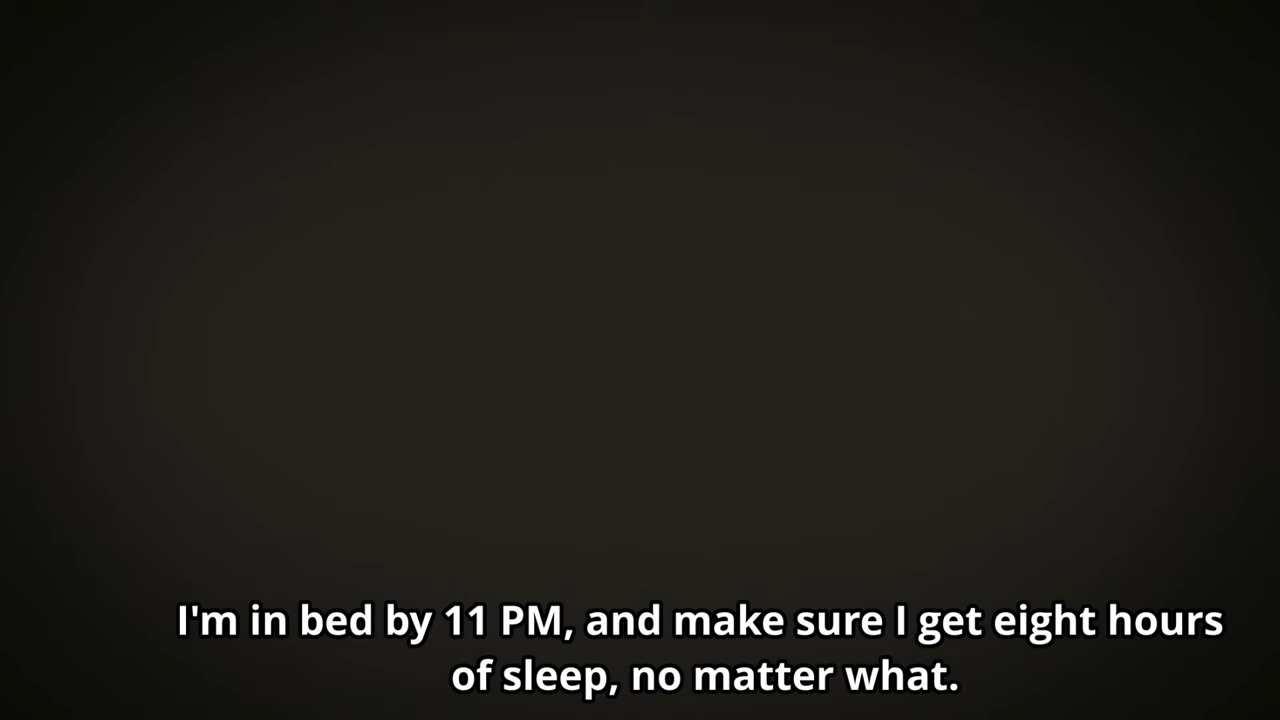 I'm in bed by 11 PM, and make sure I get eight hours
of sleep, no matter what.